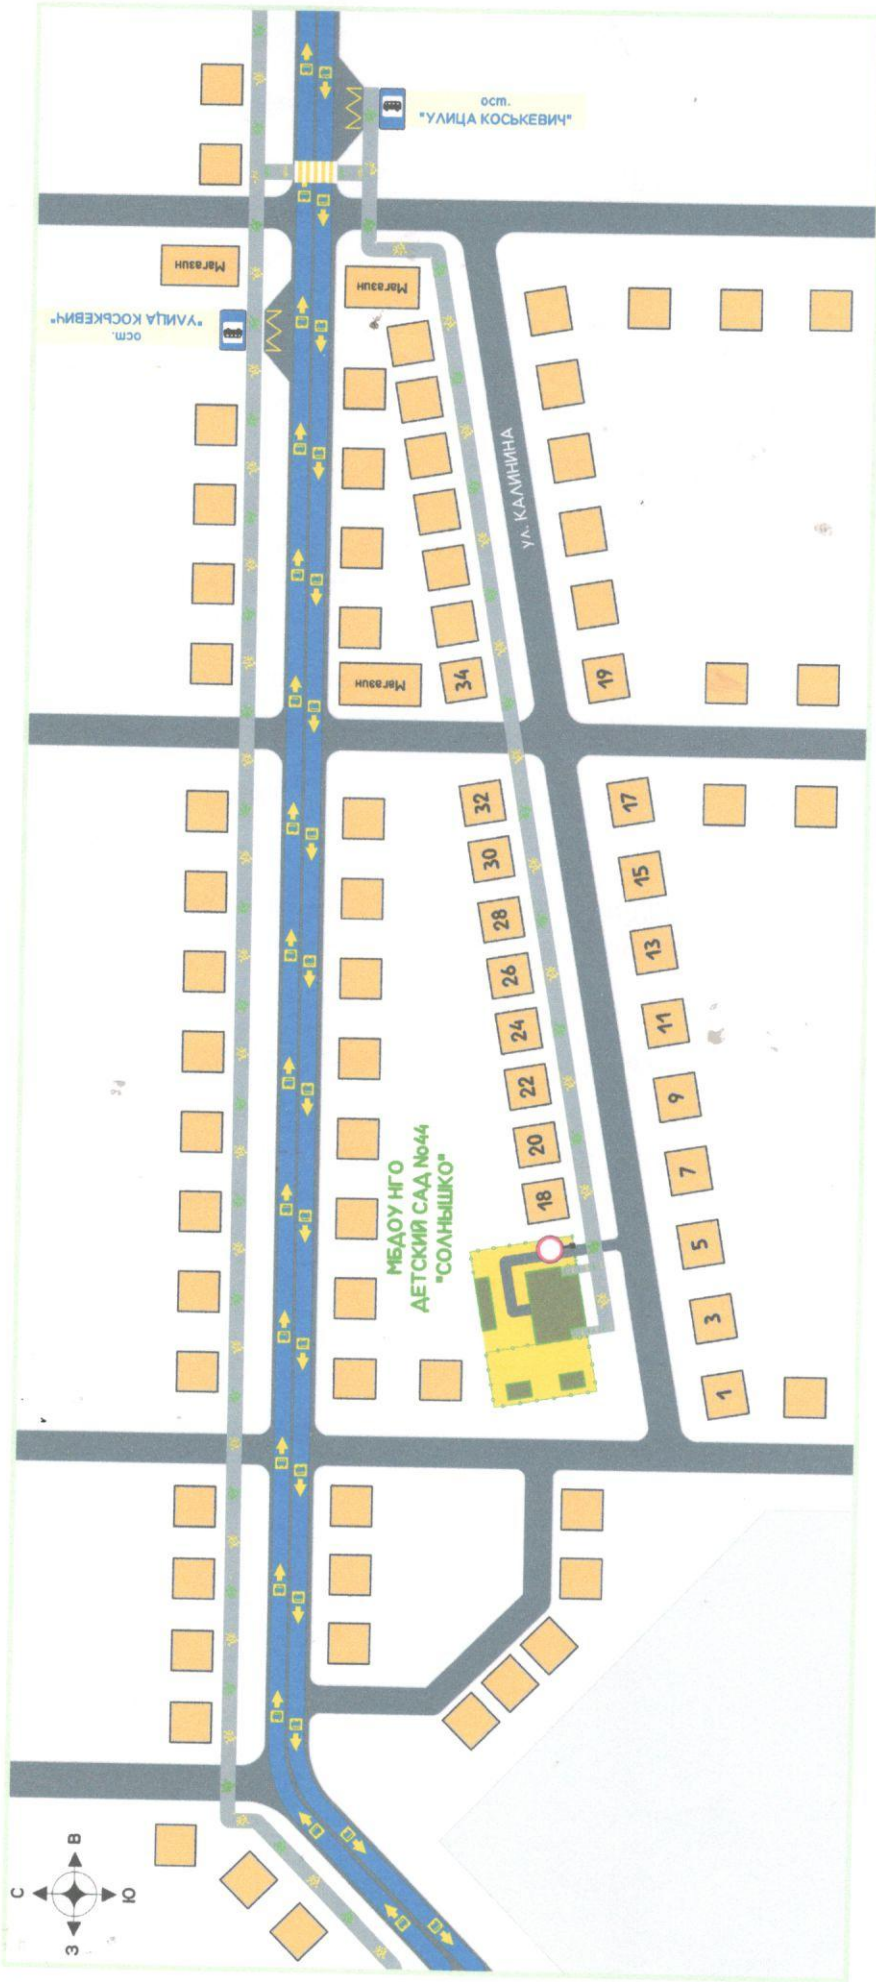 ост.
"УЛИЦА КОСЬКЕВИЧ"
Магазин
Магазин
ост.
"УЛИЦА КОСЬКЕВИЧ"
ул. КАЛИНИНА
Магазин
34
19
32
30
28
26
24
22
20
18
17
15
13
11
9
7
5
3
1
МБДОУ НГО
ДЕТСКИЙ САД №44
"СОЛНЫШКО"
С
В
Ю
З